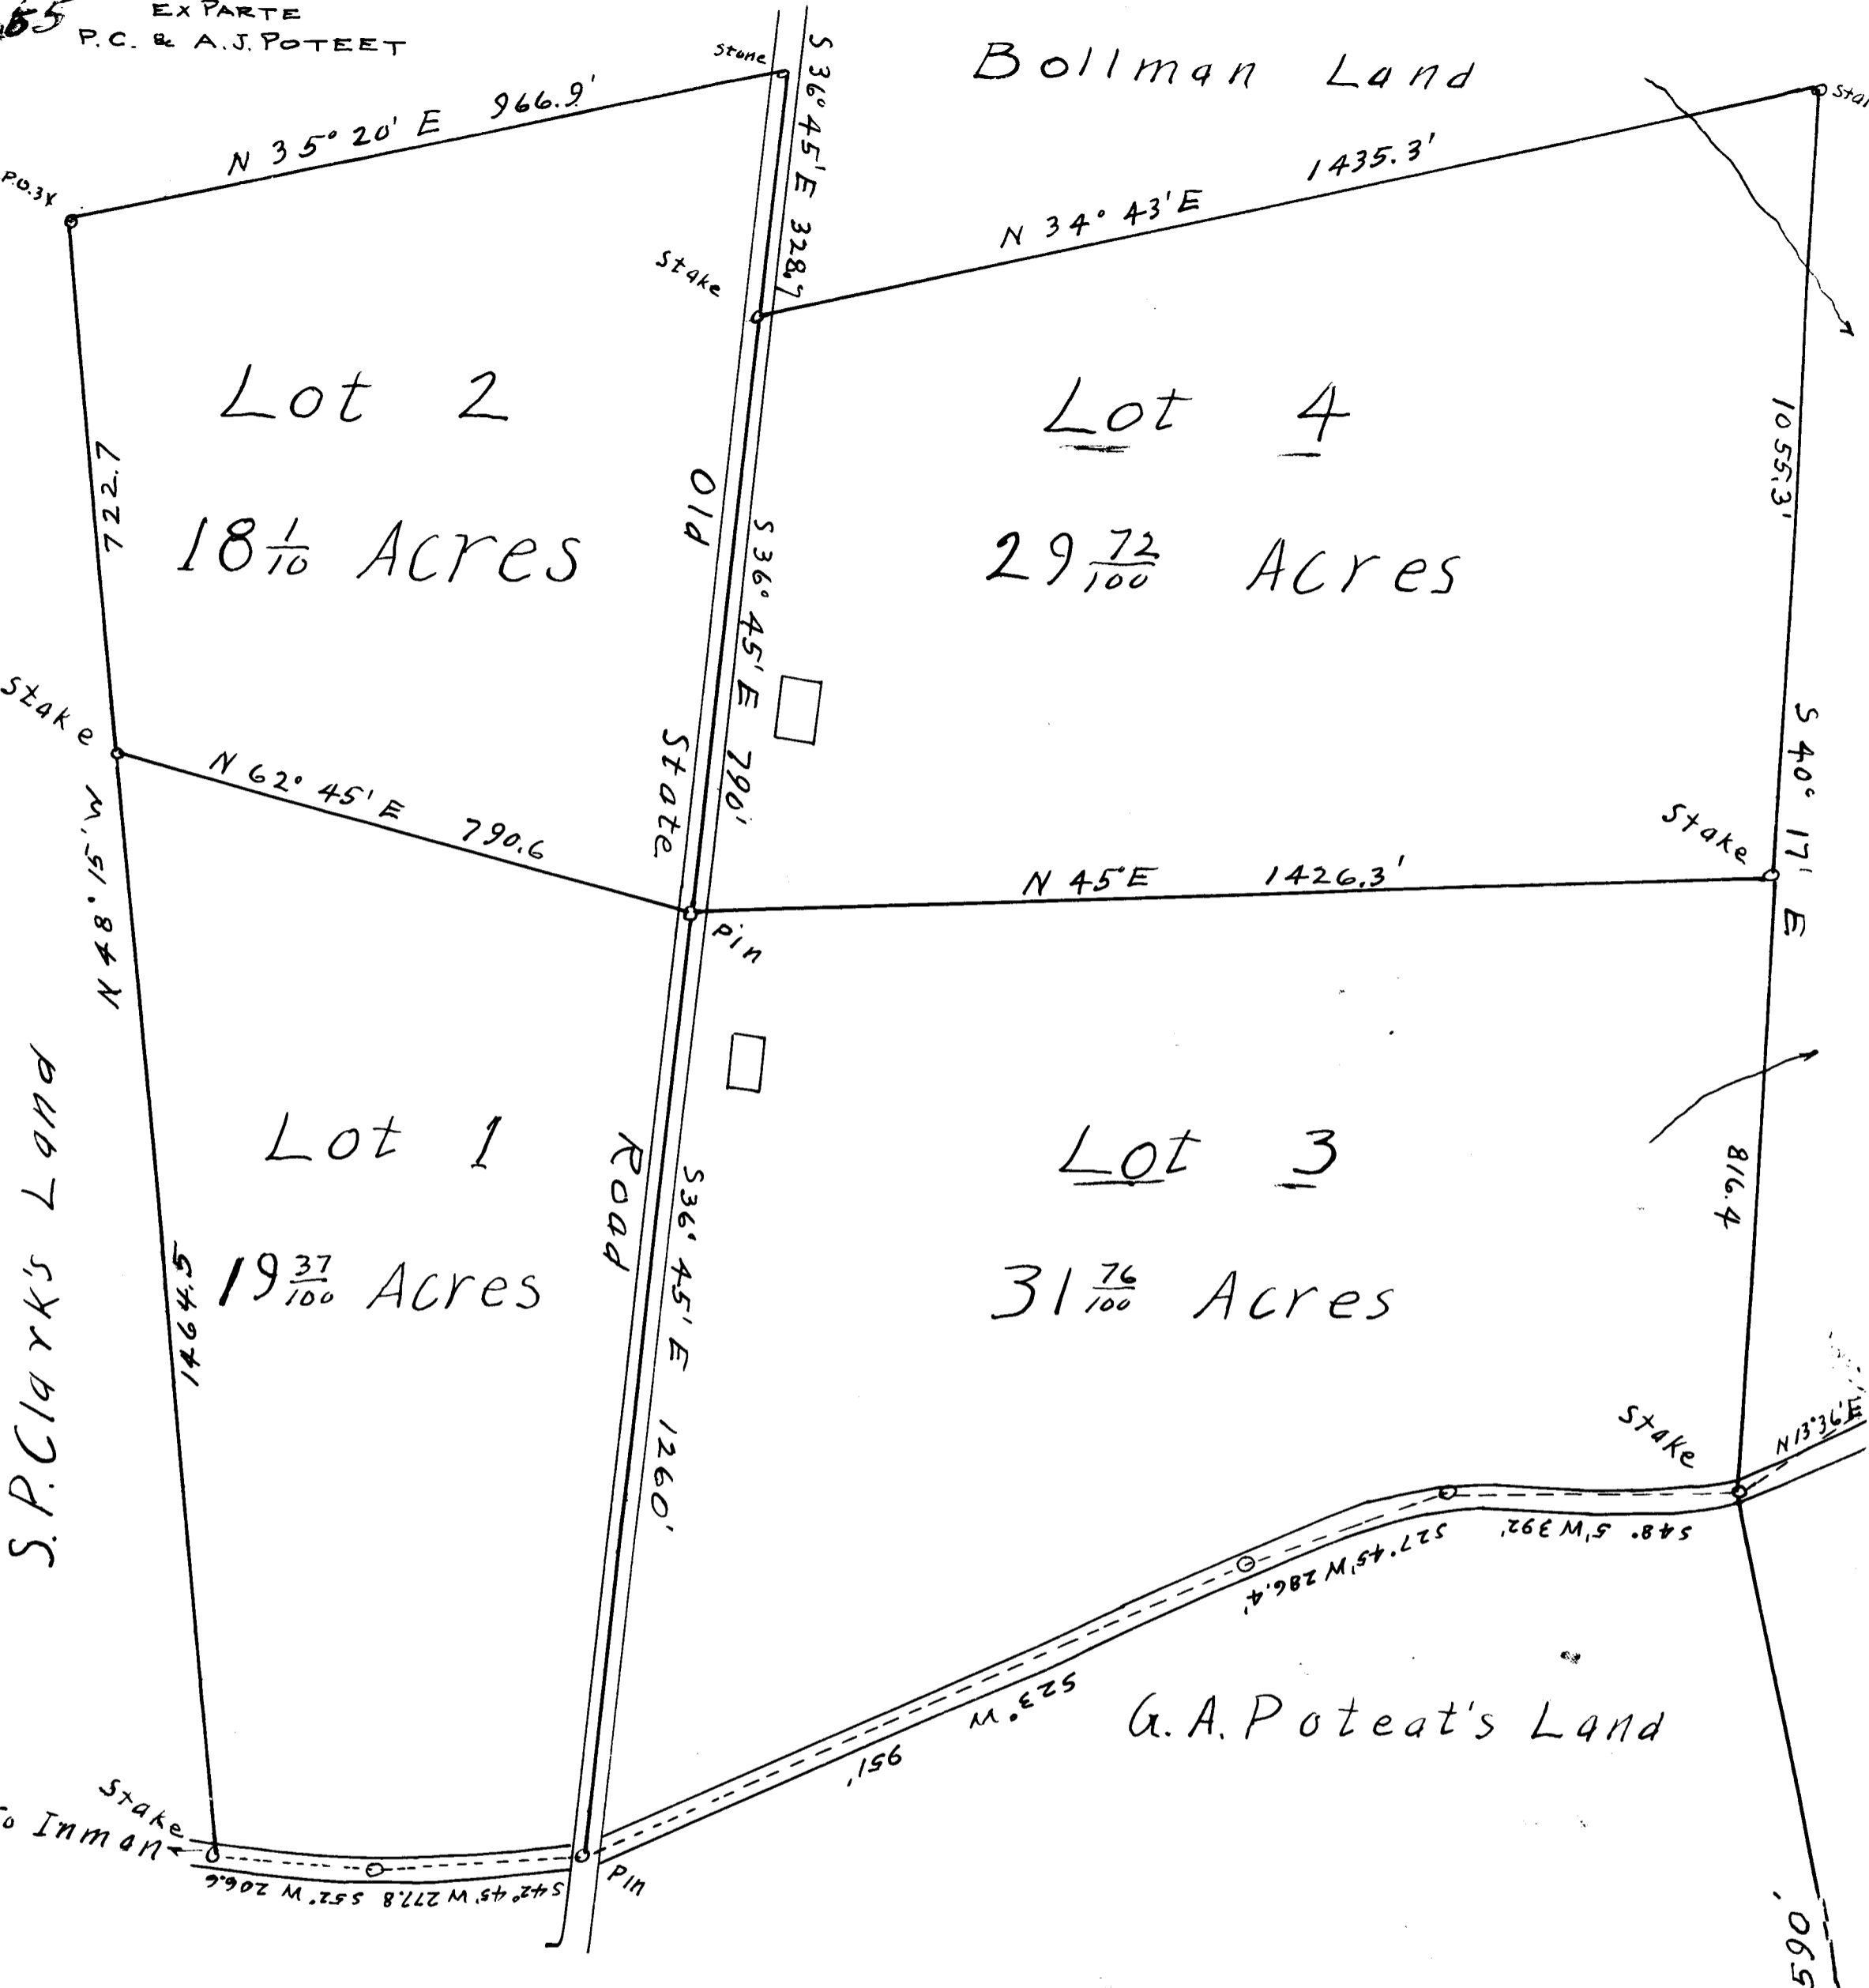 55 EX PARTE
P.C. & A.J. POTEET
Stone
Bollman Land
N 35° 20' E 966.9'
S 36° 45' E 328.7
1435.3'
N 34° 43' E
P.O.3X
Stake
Lot 2
Lot 4
722.7
Old
1055.3'
18 1/10 Acres
29 72/100 Acres
S 36° 45' E 790'
Stake
State
N 62° 45' E 790.6
S 40° 17' E
Stake
N 45° E 1426.3'
N 48° 15' W
Pin
Lot 1
Lot 3
816.4
S.P. Clark's Land
Road
S 36° 45' E 1260'
1494.5
19 37/100 Acres
31 76/100 Acres
Stake
N 13° 36' E
S 48° 5' W 392'
S 27° 45' W 286.4'
S 23° W
951'
G.A. Poteat's Land
Stake
To Inman
Pin
S 42° 45' W 277.8 S 52° W 206.6
590'